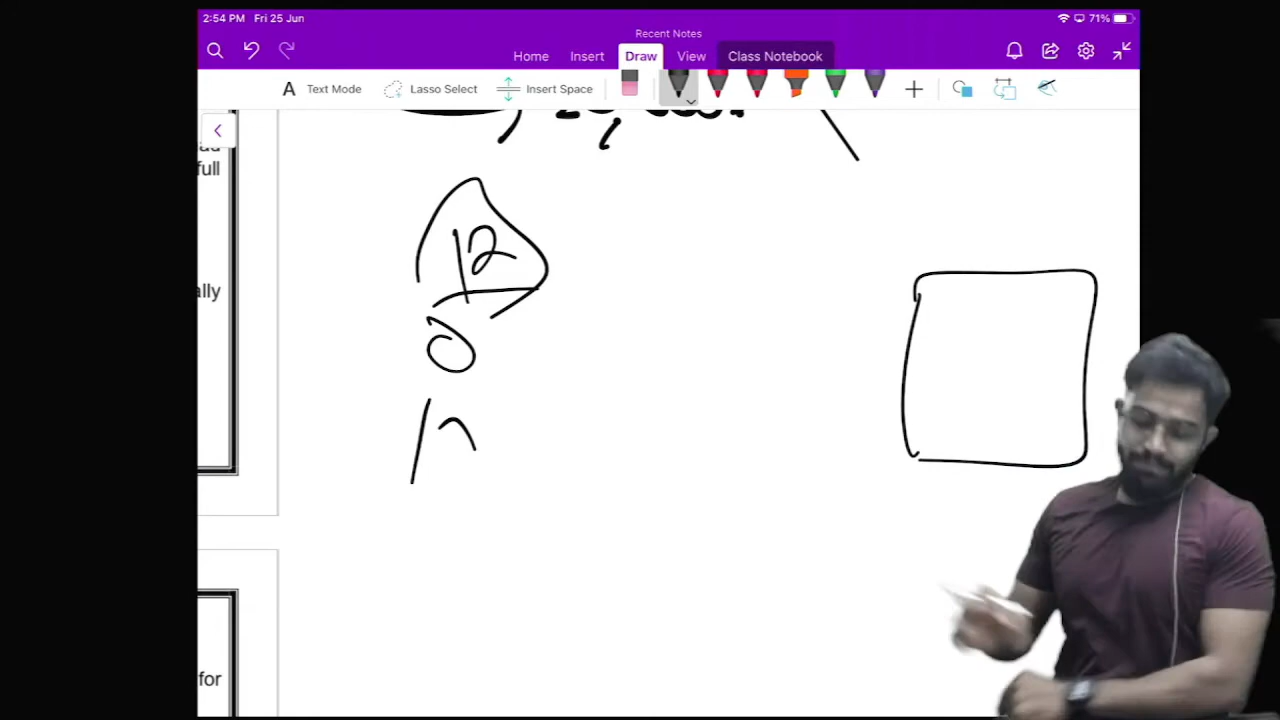 2:54 PM Fri 25 Jun 71%
Recent Notes
Home Insert Draw View Class Notebook
A Text Mode Lasso Select Insert Space
full
12
0
ally
for